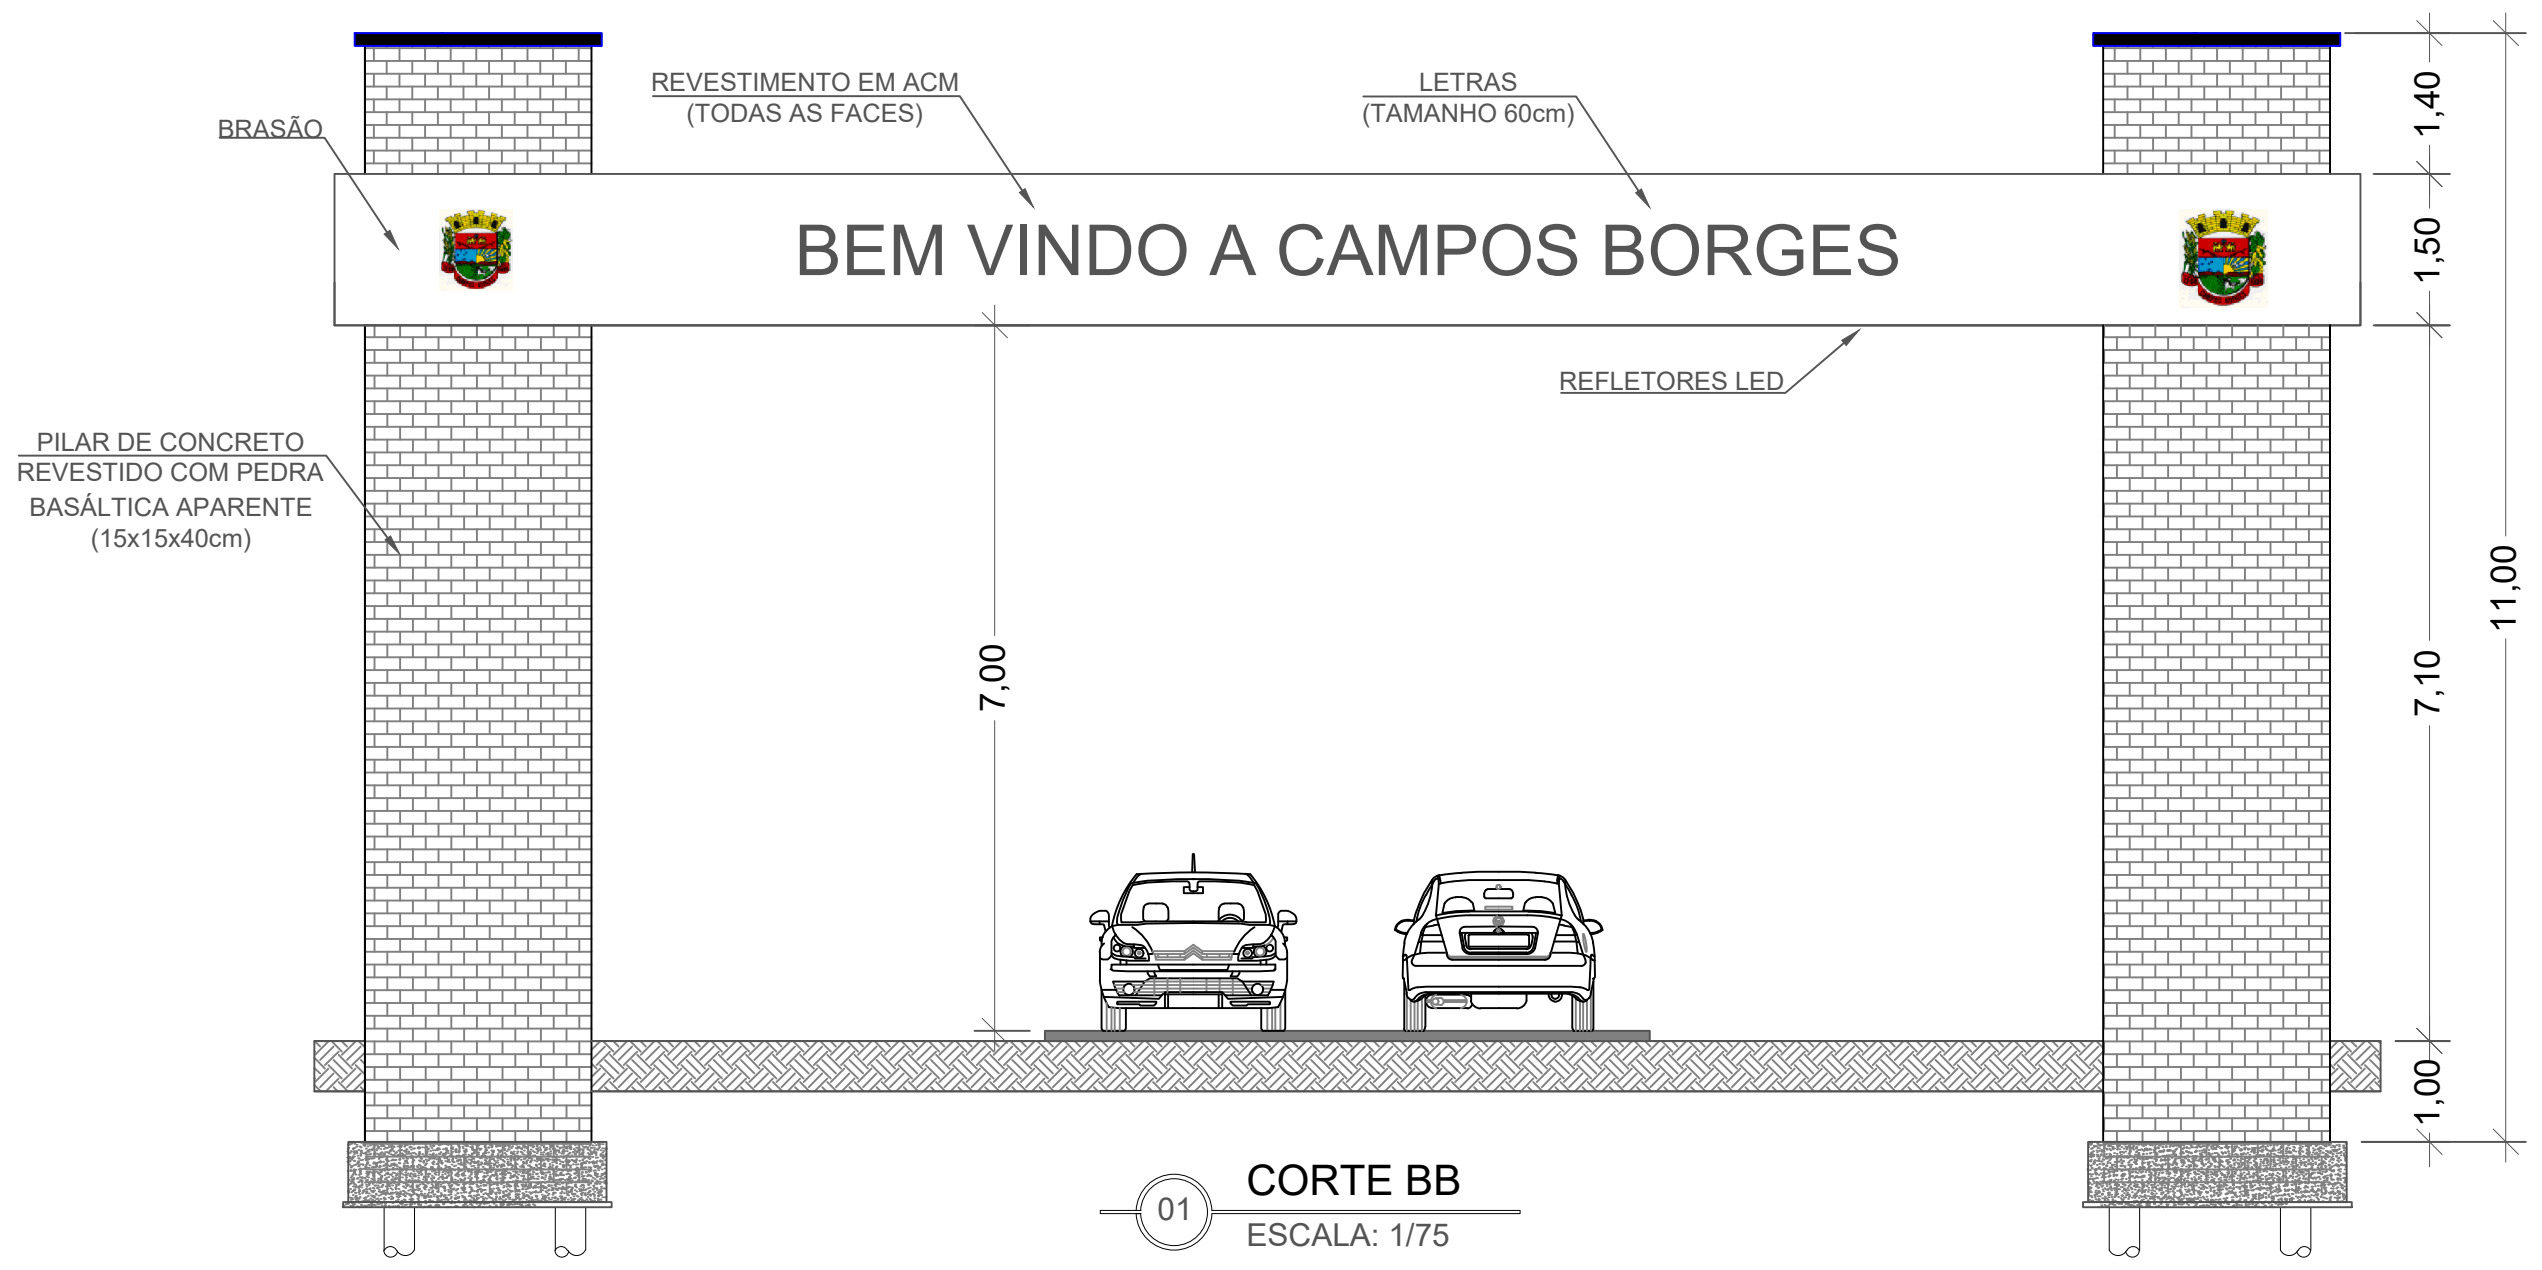 REVESTIMENTO EM ACM
(TODAS AS FACES)
LETRAS
(TAMANHO 60cm)
1,40
BRASÃO
BEM VINDO A CAMPOS BORGES
1,50
REFLETORES LED
PILAR DE CONCRETO
REVESTIDO COM PEDRA
BASÁLTICA APARENTE
(15x15x40cm)
11,00
7,00
7,10
1,00
CORTE BB
01
ESCALA: 1/75